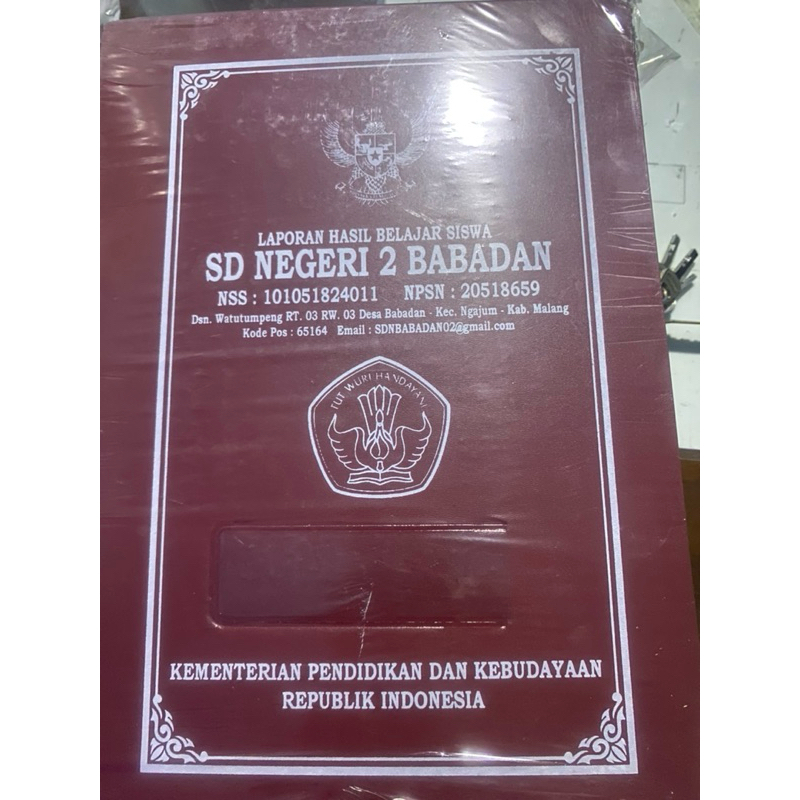 LAPORAN HASIL BELAJAR SISWA
SD NEGERI 2 BABADAN
NSS : 101051824011 NPSN : 20518659
Dsn. Watutumpeng RT. 03 RW. 03 Desa Babadan - Kec. Ngajum - Kab. Malang
Kode Pos : 65164 Email : SDNBABADAN02@gmail.com
TUT WURI HANDAYANI
KEMENTERIAN PENDIDIKAN DAN KEBUDAYAAN
REPUBLIK INDONESIA